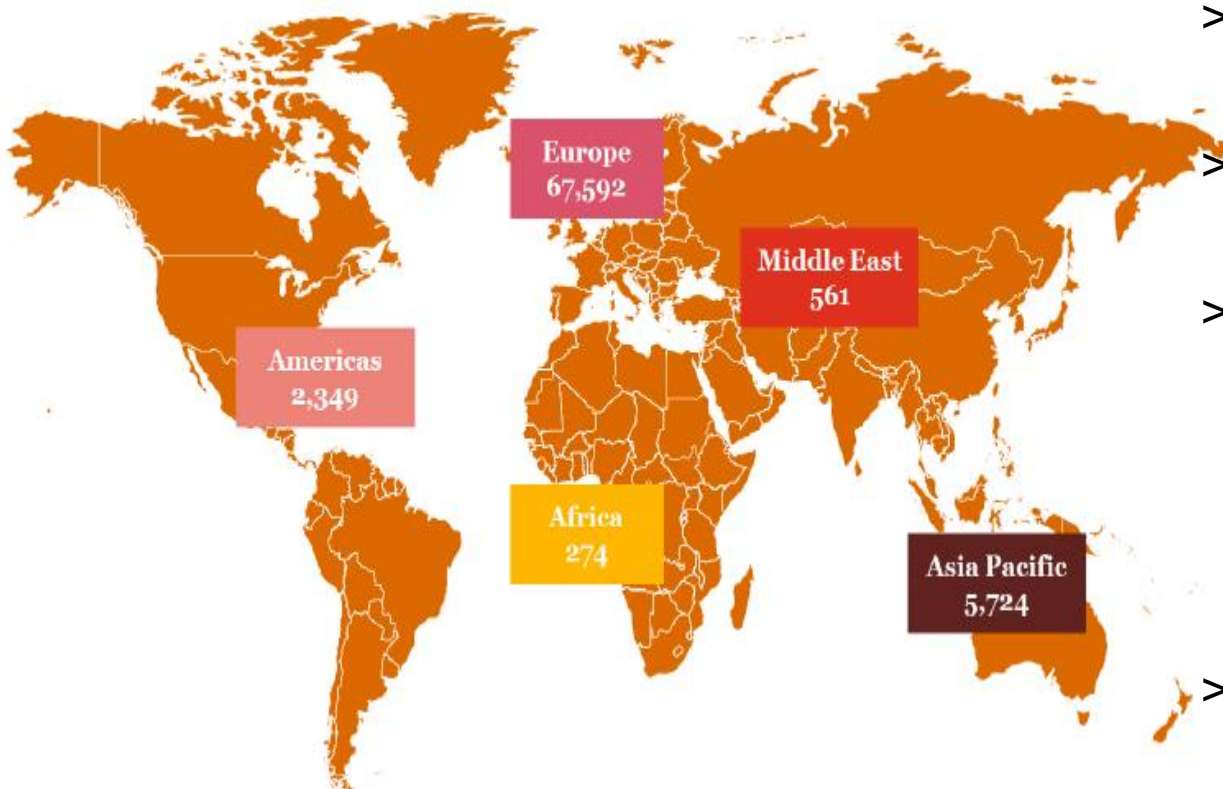 >
Europe
67,592
>
Middle East
561
>
Americas
2,349
Africa
274
Asia Pacific
5,724
>